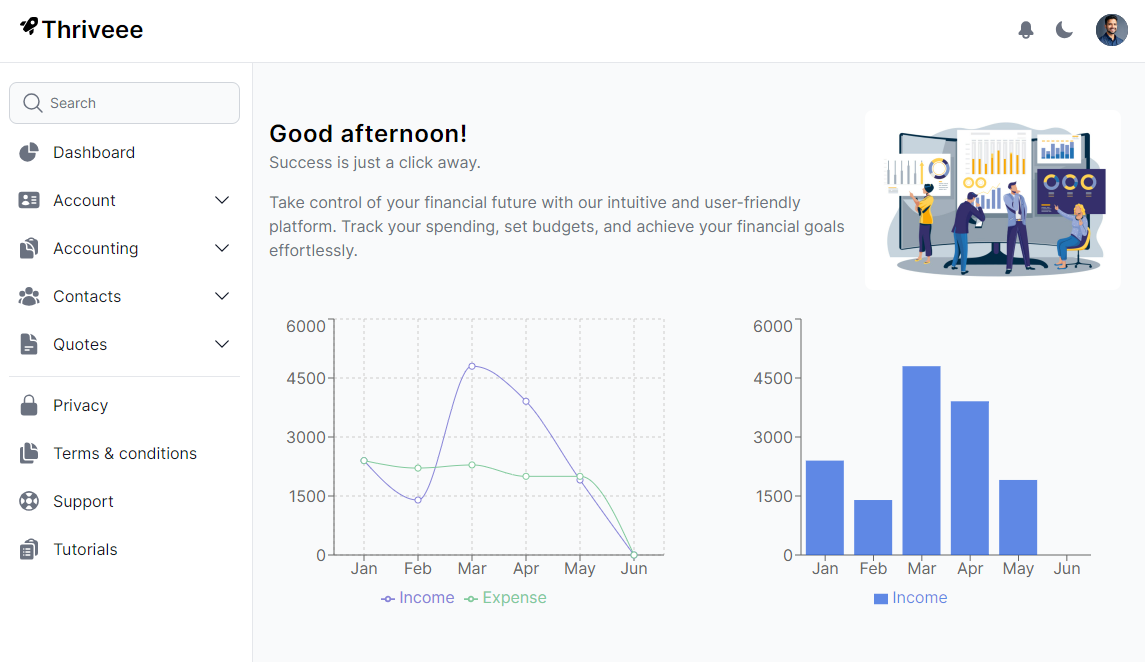 Thriveee
Search
Dashboard
Account
Accounting
Contacts
Quotes
Privacy
Terms & conditions
Support
Tutorials
Good afternoon!
Success is just a click away.
Take control of your financial future with our intuitive and user-friendly
platform. Track your spending, set budgets, and achieve your financial goals
effortlessly.
6000
4500
3000
1500
0
Jan Feb Mar Apr May Jun
Income Expense
6000
4500
3000
1500
0
Jan Feb Mar Apr May Jun
Income